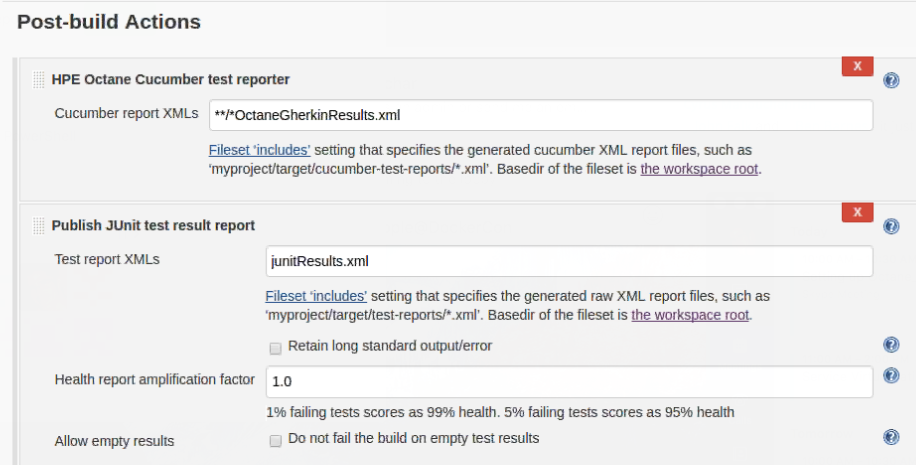 Post-build Actions
X
HPE Octane Cucumber test reporter
?
Cucumber report XMLs
**/*OctaneGherkinResults.xml
Fileset ‘includes’ setting that specifies the generated cucumber XML report files, such as
‘myproject/target/cucumber-test-reports/*.xml’. Basedir of the fileset is the workspace root.
X
Publish JUnit test result report
?
Test report XMLs
junitResults.xml
Fileset ‘includes’ setting that specifies the generated raw XML report files, such as
‘myproject/target/test-reports/*.xml’. Basedir of the fileset is the workspace root.
Retain long standard output/error
?
Health report amplification factor
1.0
?
1% failing tests scores as 99% health. 5% failing tests scores as 95% health
Allow empty results
Do not fail the build on empty test results
?